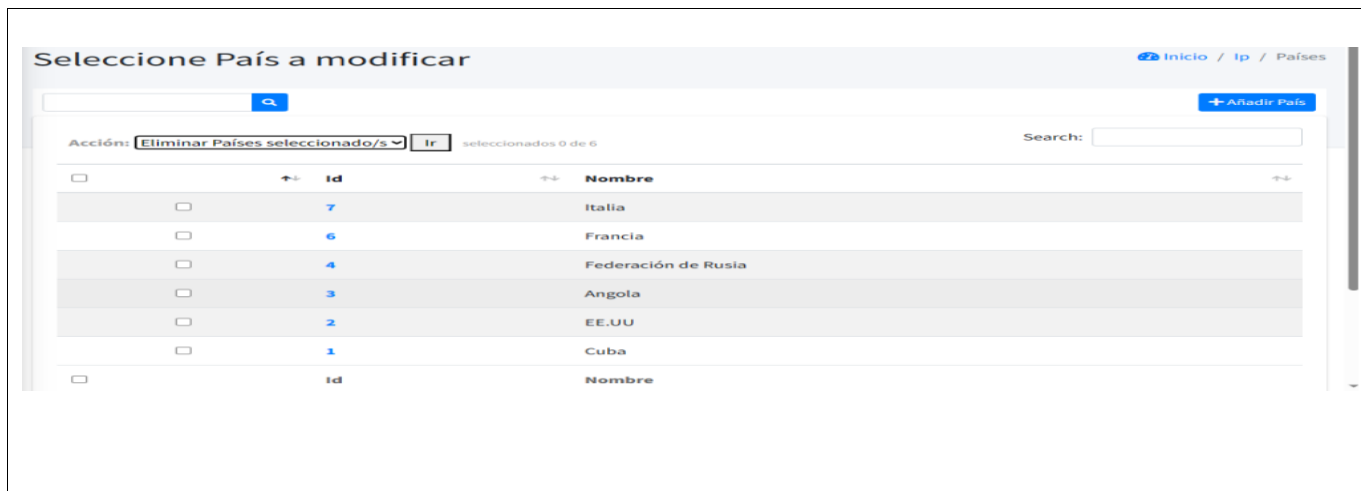 Seleccione País a modificar
Inicio / Ip / Países
Añadir País
Acción: Eliminar Países seleccionado/s Ir seleccionados 0 de 6 Search:
Id Nombre
7 Italia
6 Francia
4 Federación de Rusia
3 Angola
2 EE.UU
1 Cuba
Id Nombre